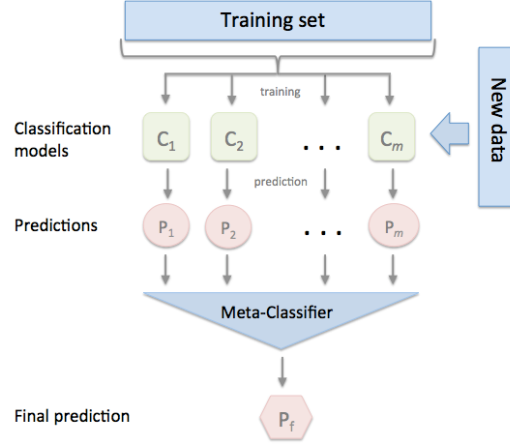 Training set
training
New data
Classification models
C1 C2 . . . Cm
prediction
Predictions
P1 P2 . . . Pm
Meta-Classifier
Final prediction
Pf